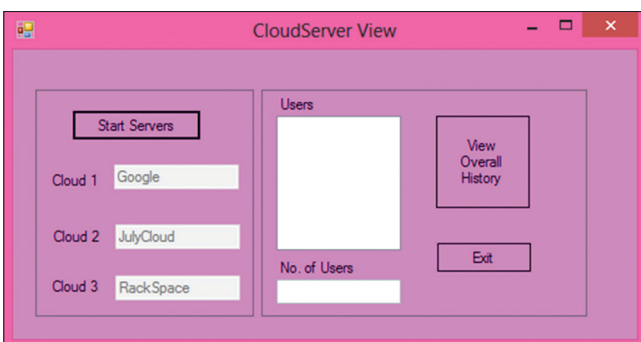 CloudServer View
Start Servers
Cloud 1 Google
Cloud 2 JulyCloud
Cloud 3 RackSpace
Users
No. of Users
View
Overall
History
Exit